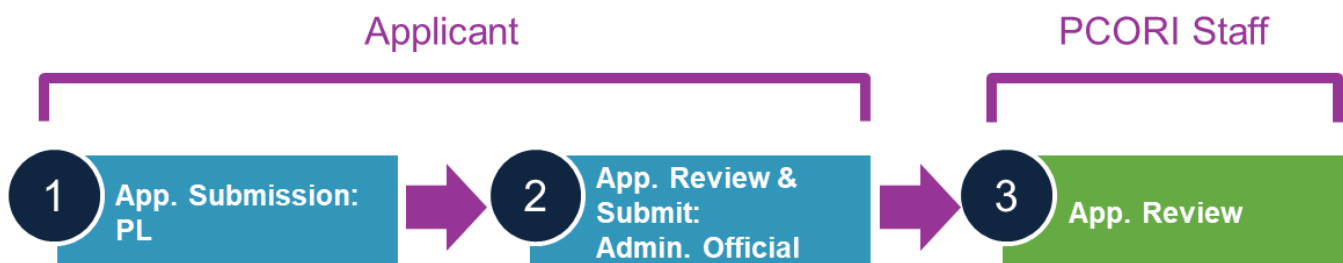 Applicant
PCORI Staff
1
App. Submission:
PL
2
App. Review &
Submit:
Admin. Official
3
App. Review